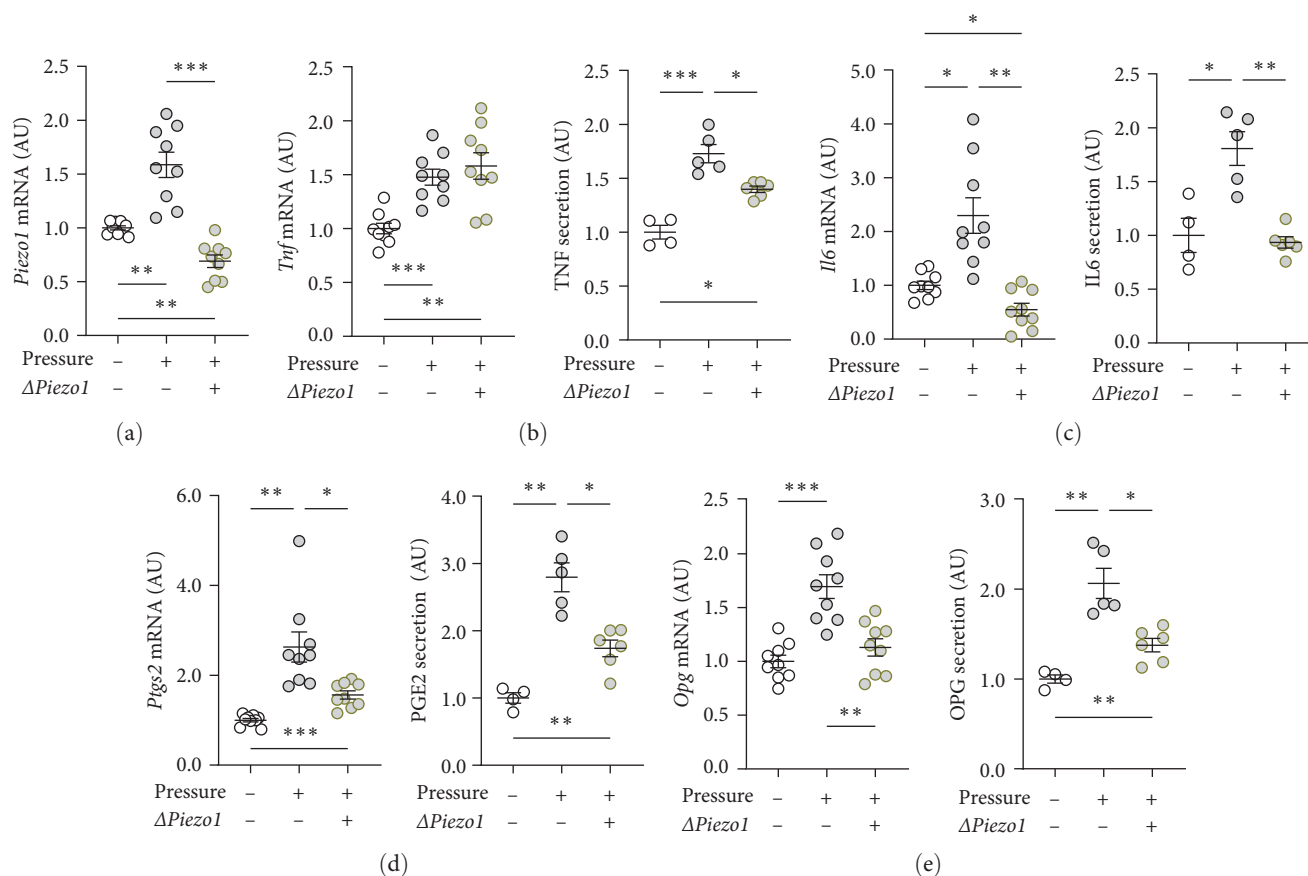 *
*** * *** * * ** * **
2.5 2.5 2.5 5.0 2.5
2.0 2.0 2.0 4.0 2.0
1.5 1.5 1.5 3.0 1.5
1.0 1.0 1.0 2.0 1.0
0.5 0.5 0.5 1.0 0.5
0.0 0.0 0.0 0.0 0.0
Piezo1 mRNA (AU) Tnf mRNA (AU) TNF secretion (AU) Il6 mRNA (AU) IL6 secretion (AU)
** *** *
** **
Pressure – + + Pressure – + + Pressure – + + Pressure – + + Pressure – + +
ΔPiezo1 – – + ΔPiezo1 – – + ΔPiezo1 – – + ΔPiezo1 – – + ΔPiezo1 – – +
(a) (b) (c)
** * ** * *** ** *
6.0 4.0 2.5 3.0
4.0 3.0 2.0 2.0
2.0 2.0 1.5 1.0
0.0 1.0 1.0 0.0
0.0 0.5
0.0
Ptgs2 mRNA (AU) PGE2 secretion (AU) Opg mRNA (AU) OPG secretion (AU)
*** ** ** **
Pressure – + + – + + Pressure – + + Pressure – + +
ΔPiezo1 – – + – – + ΔPiezo1 – – + ΔPiezo1 – – +
(d) (e)